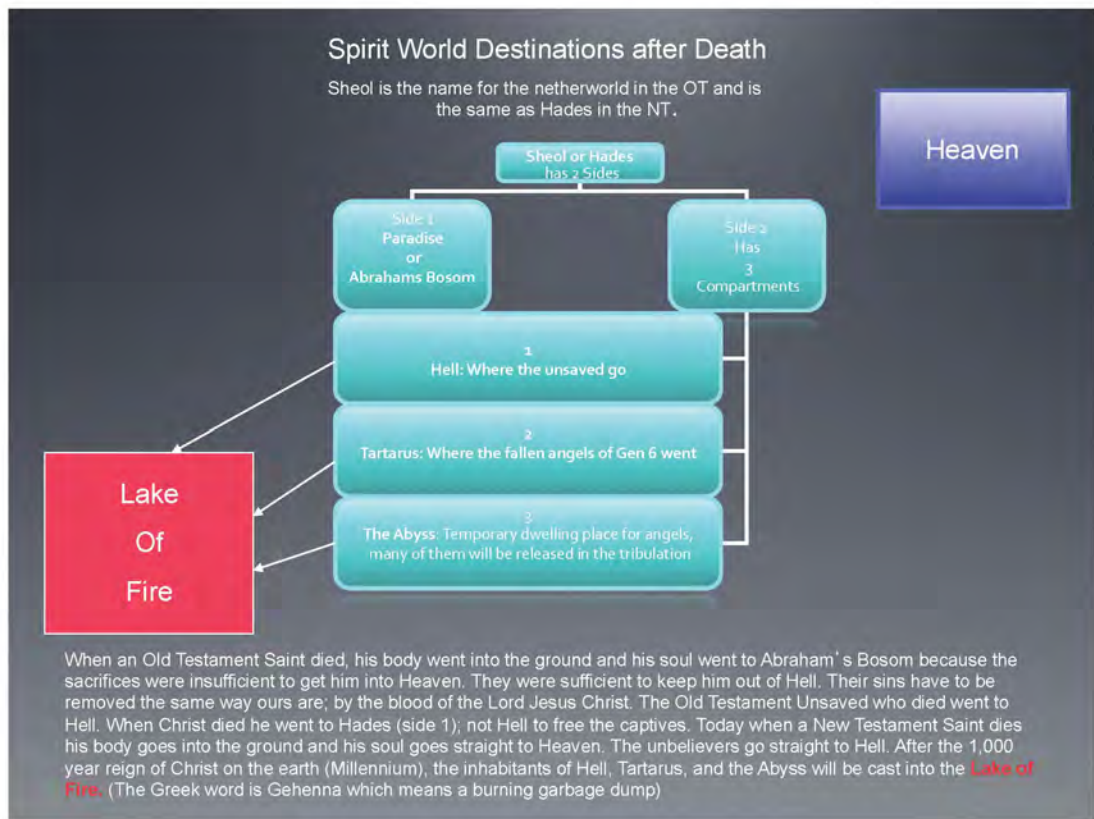 Spirit World Destinations after Death
Sheol is the name for the netherworld in the OT and is
the same as Hades in the NT.
Heaven
Sheol or Hades
has 2 Sides
Side 1
Paradise
or
Abrahams Bosom
Side 2
Has
3
Compartments
1
Hell: Where the unsaved go
2
Tartarus: Where the fallen angels of Gen 6 went
3
The Abyss: Temporary dwelling place for angels,
many of them will be released in the tribulation
Lake
Of
Fire
When an Old Testament Saint died, his body went into the ground and his soul went to Abraham's Bosom because the
sacrifices were insufficient to get him into Heaven. They were sufficient to keep him out of Hell. Their sins have to be
removed the same way ours are; by the blood of the Lord Jesus Christ. The Old Testament Unsaved who died went to
Hell. When Christ died he went to Hades (side 1); not Hell to free the captives. Today when a New Testament Saint dies
his body goes into the ground and his soul goes straight to Heaven. The unbelievers go straight to Hell. After the 1,000
year reign of Christ on the earth (Millennium), the inhabitants of Hell, Tartarus, and the Abyss will be cast into the Lake of
Fire. (The Greek word is Gehenna which means a burning garbage dump)